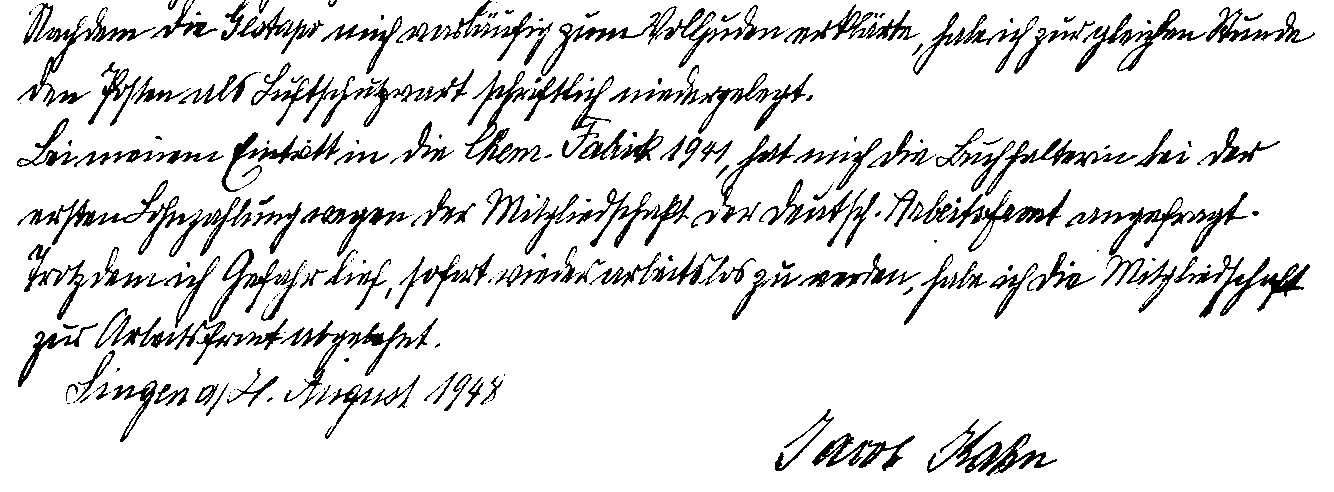 Nachdem die Gestapo mich vorläufig zum Volljuden erklärte, habe ich zur gleichen Stunde
den Posten als Luftschutzwart schriftlich niedergelegt.
Bei meinem Eintritt in die Chem. Fabrik 1941, hat mich die Buchhalterin bei der
ersten Lohnzahlung wegen der Mitgliedschaft der deutsch. Arbeitsfront angefragt.
Trotzdem ich Gefahr lief, sofort wieder arbeitslos zu werden, habe ich die Mitgliedschaft
zur Arbeitsfront abgelehnt.
Singen a/H. August 1948
Jacob Kahn